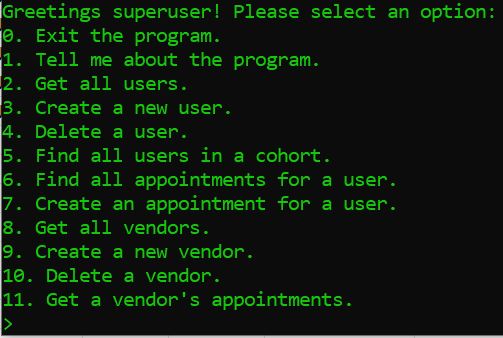 Greetings superuser! Please select an option:
0. Exit the program.
1. Tell me about the program.
2. Get all users.
3. Create a new user.
4. Delete a user.
5. Find all users in a cohort.
6. Find all appointments for a user.
7. Create an appointment for a user.
8. Get all vendors.
9. Create a new vendor.
10. Delete a vendor.
11. Get a vendor's appointments.
>